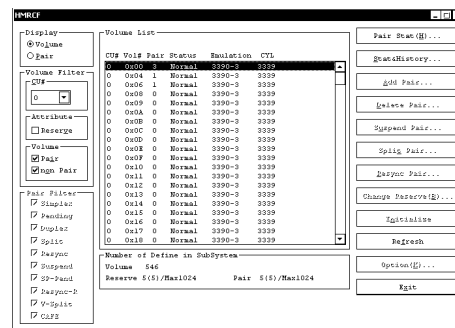 HMRCF
Display
Volume
Pair
Volume Filter
CU#
0
Attribute
Reserve
Volume
Pair
non Pair
Pair Filter
Simplex
Pending
Duplex
Split
Resync
Suspend
SP-Pend
Resync-R
V-Split
CXFZ
Volume List
CU# Vol# Pair Status Emulation CYL
0 0x00 3 Normal 3390-3 3339
0 0x04 1 Normal 3390-3 3339
0 0x06 1 Normal 3390-3 3339
0 0x08 0 Normal 3390-3 3339
0 0x09 0 Normal 3390-3 3339
0 0x0A 0 Normal 3390-3 3339
0 0x0B 0 Normal 3390-3 3339
0 0x0C 0 Normal 3390-3 3339
0 0x0D 0 Normal 3390-3 3339
0 0x0E 0 Normal 3390-3 3339
0 0x0F 0 Normal 3390-3 3339
0 0x10 0 Normal 3390-3 3339
0 0x11 0 Normal 3390-3 3339
0 0x12 0 Normal 3390-3 3339
0 0x13 0 Normal 3390-3 3339
0 0x14 0 Normal 3390-3 3339
0 0x15 0 Normal 3390-3 3339
0 0x16 0 Normal 3390-3 3339
0 0x17 0 Normal 3390-3 3339
0 0x18 0 Normal 3390-3 3339
Number of Define in SubSystem
Volume 546
Reserve 5(5)/Max1024 Pair 5(5)/Max1024
Pair Stat(H)...
Stat&History...
Add Pair...
Delete Pair...
Suspend Pair...
Split Pair...
Resync Pair...
Change Reserve(B)...
Initialize
Refresh
Option(K)...
Exit